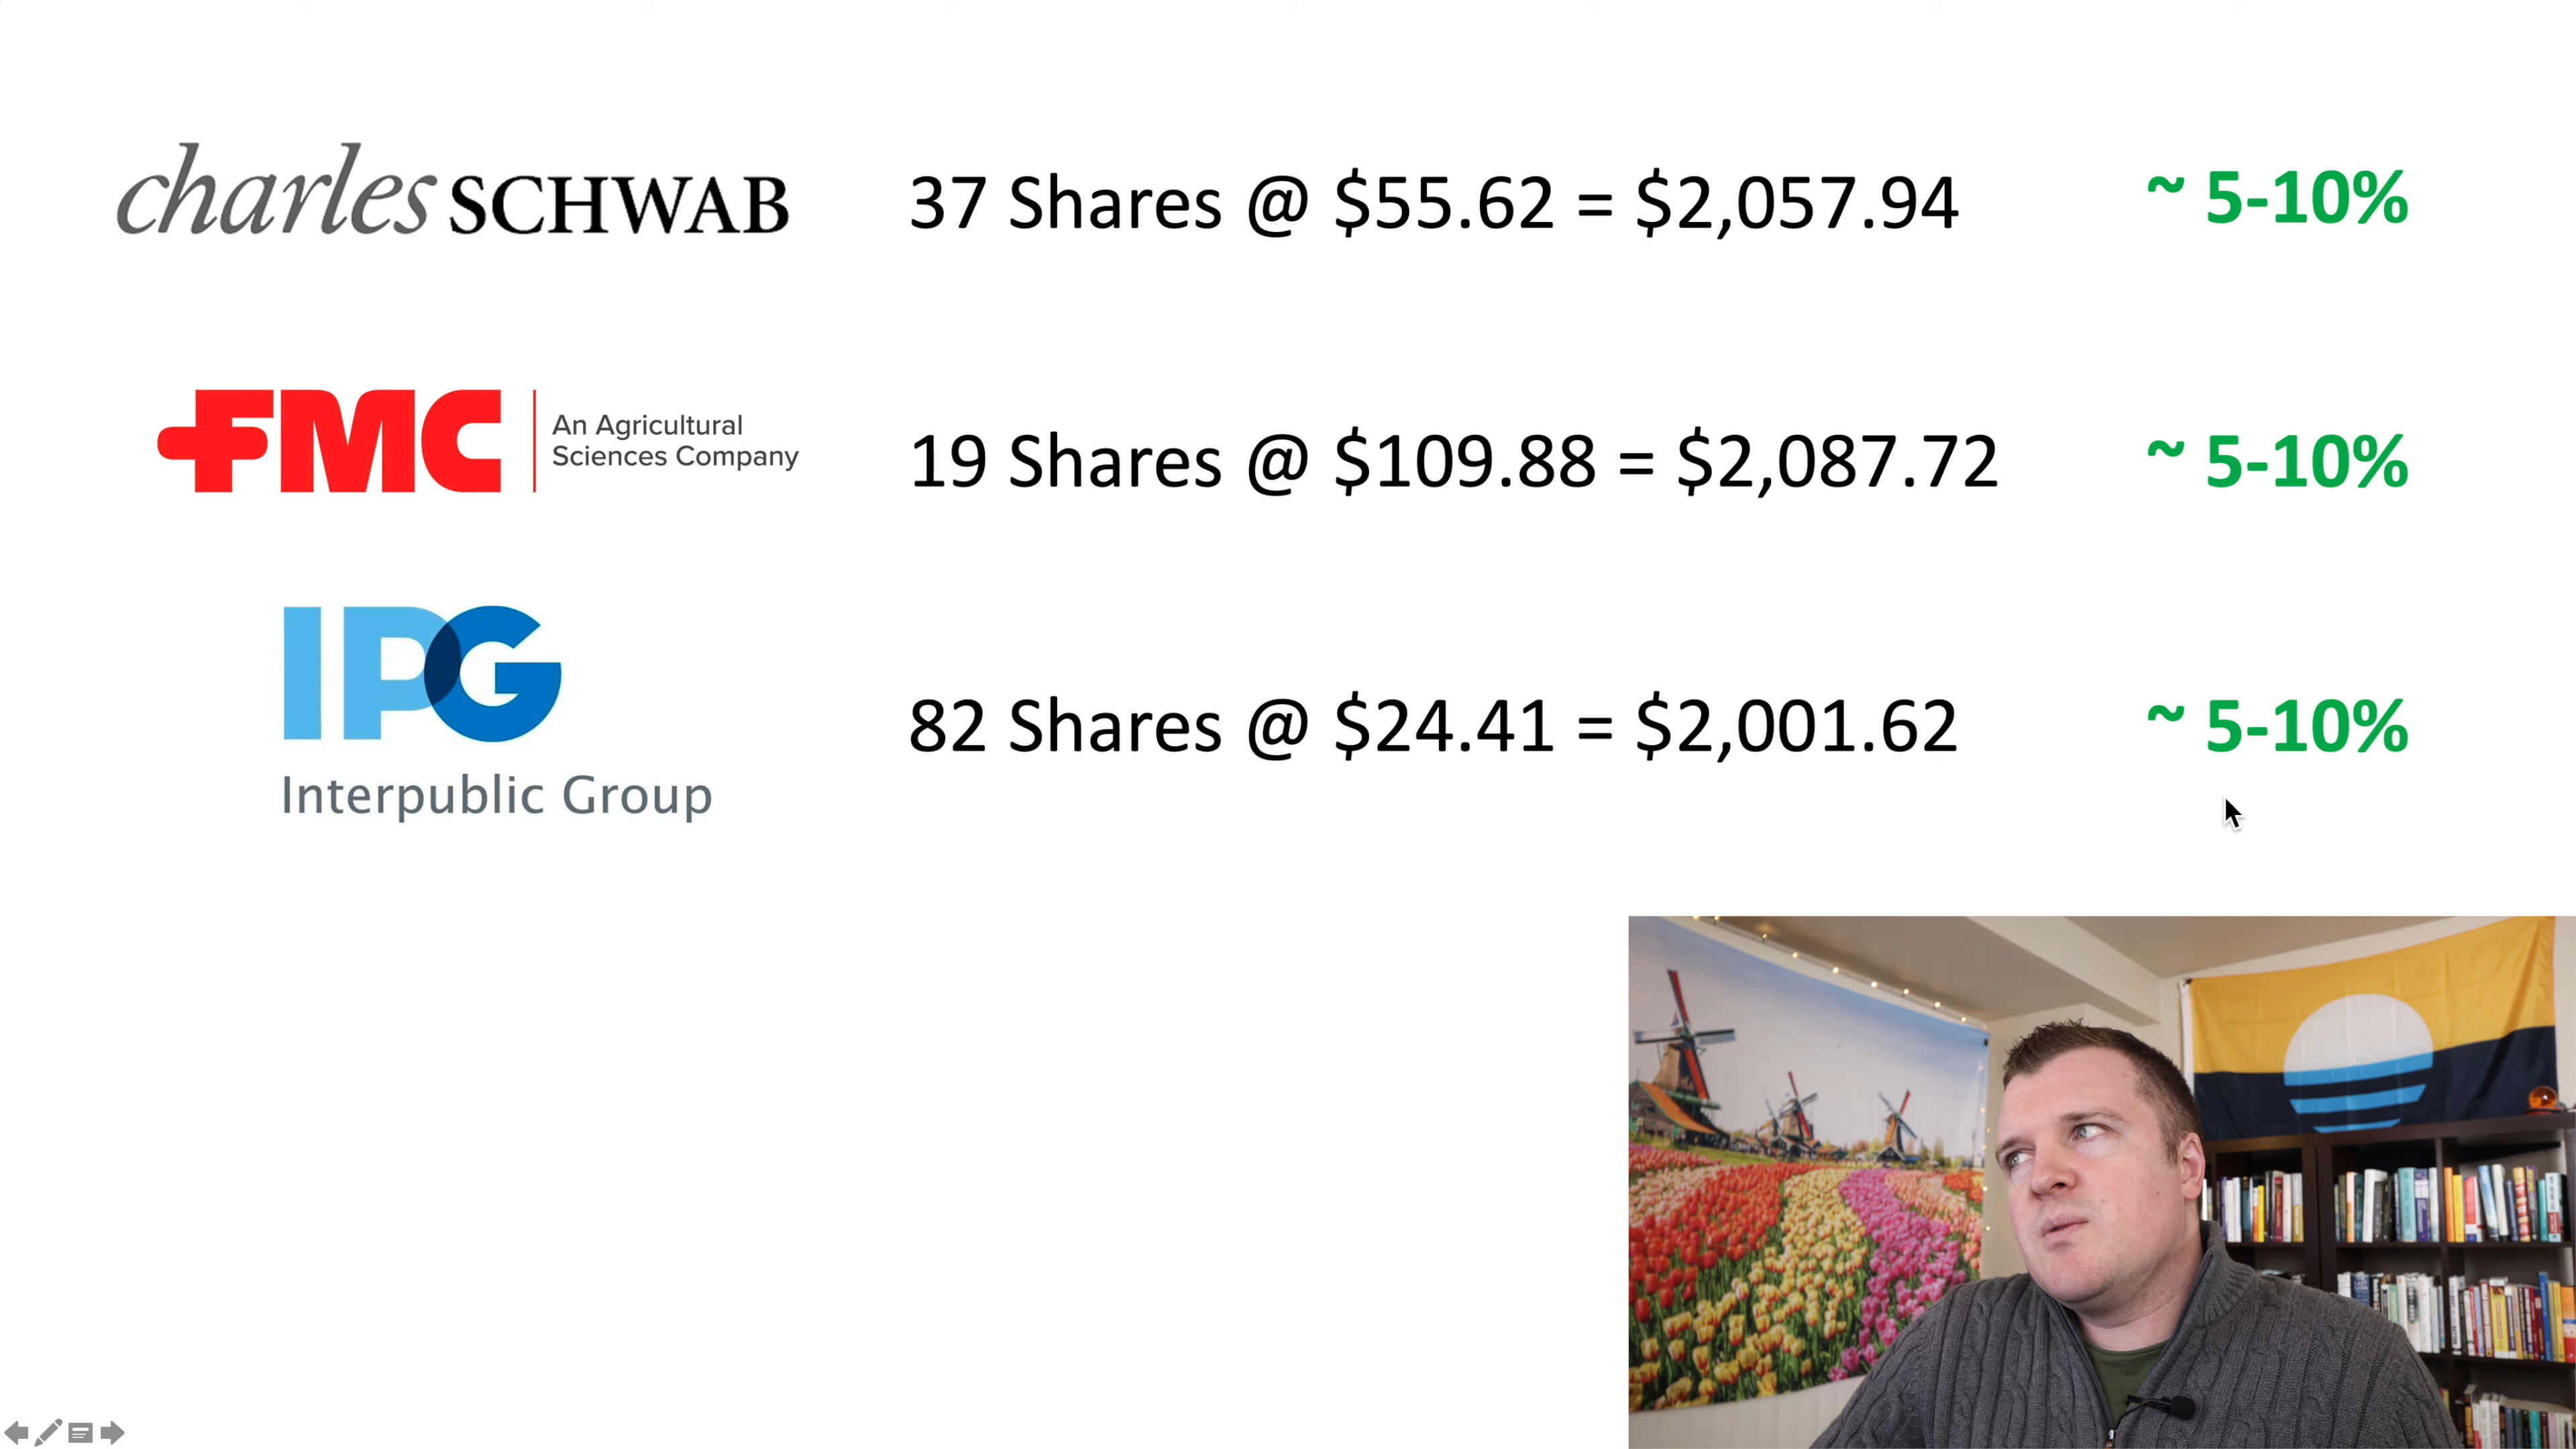 charles SCHWAB
37 Shares @ $55.62 = $2,057.94
~ 5-10%
FMC
An Agricultural
Sciences Company
19 Shares @ $109.88 = $2,087.72
~ 5-10%
IPG
Interpublic Group
82 Shares @ $24.41 = $2,001.62
~ 5-10%